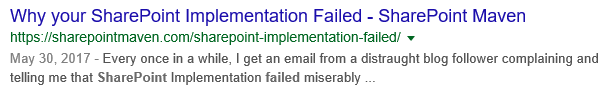 Why your SharePoint Implementation Failed - SharePoint Maven
https://sharepointmaven.com/sharepoint-implementation-failed/
May 30, 2017 - Every once in a while, I get an email from a distraught blog follower complaining and
telling me that SharePoint Implementation failed miserably ...